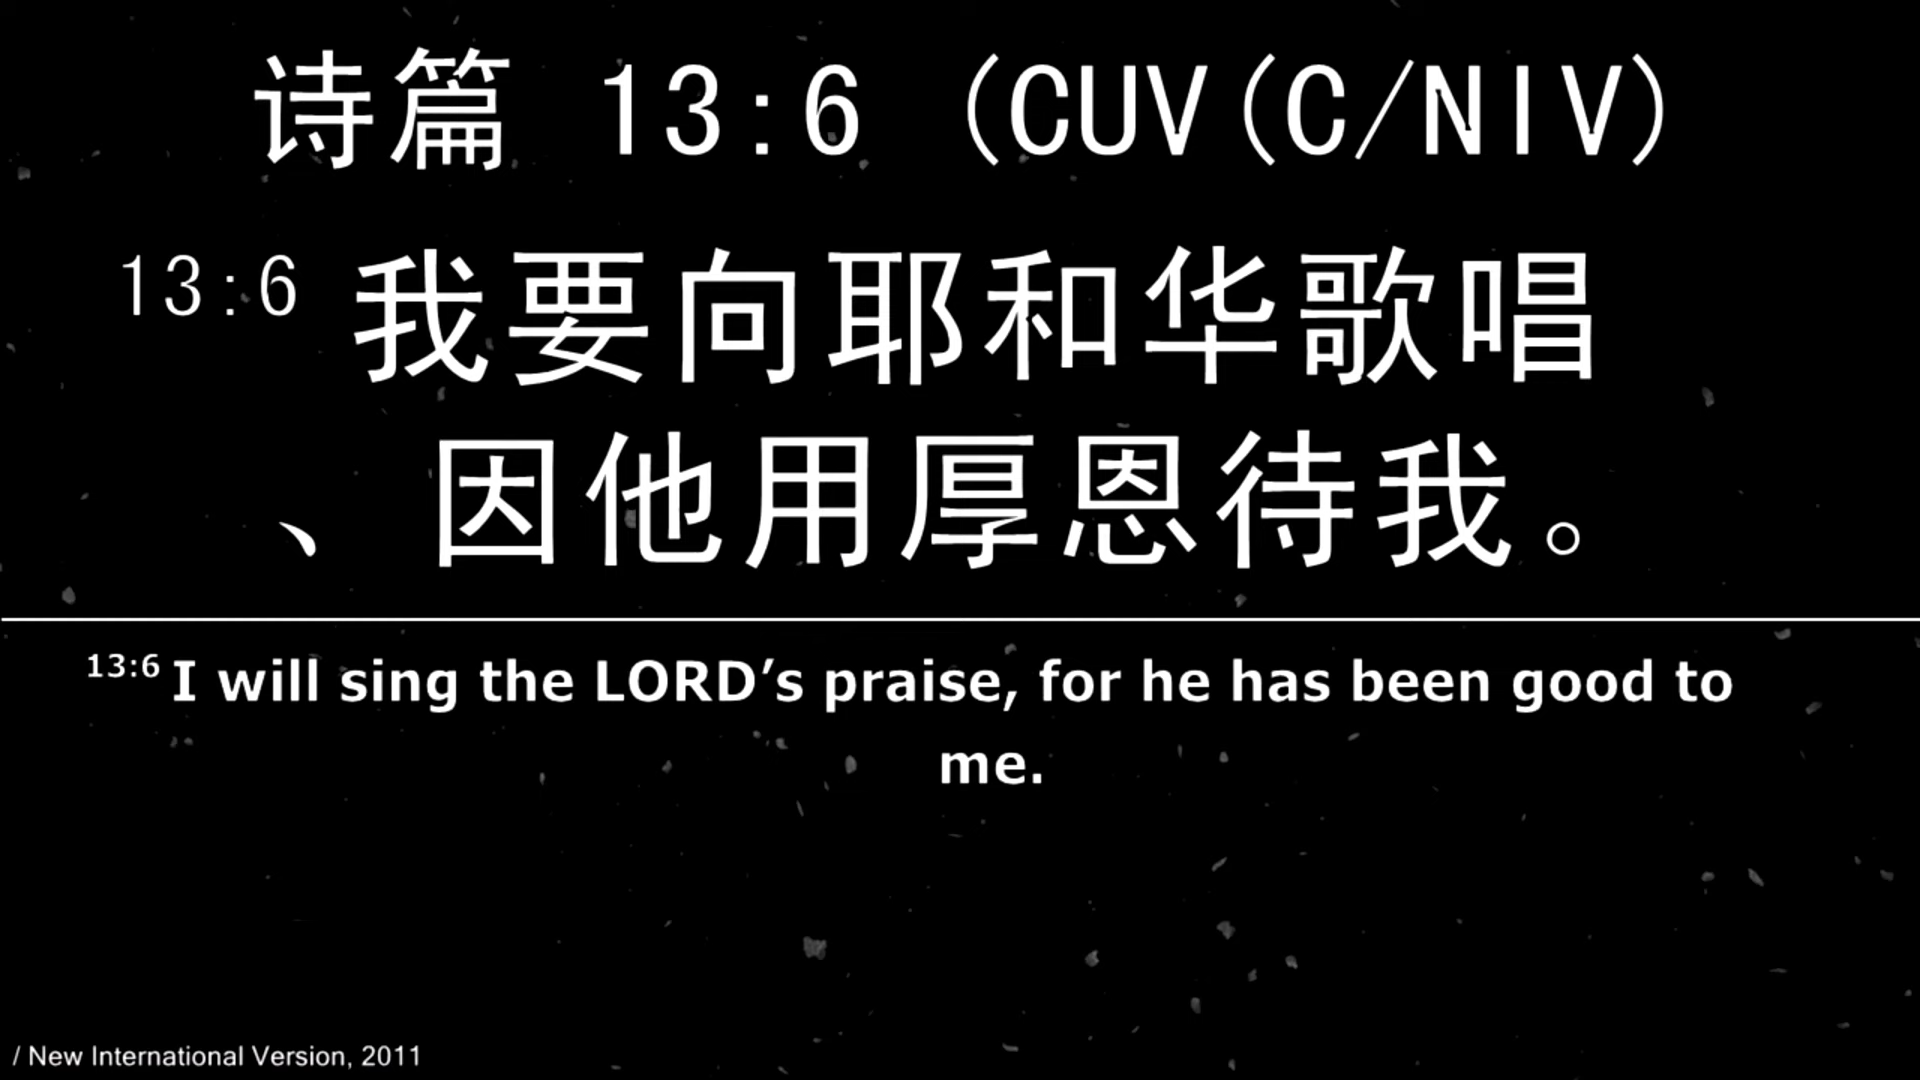 诗篇 13:6 (CUV(C/NIV)
13:6 我要向耶和华歌唱
、因他用厚恩待我。
13:6 I will sing the LORD’s praise, for he has been good to
me.
/ New International Version, 2011